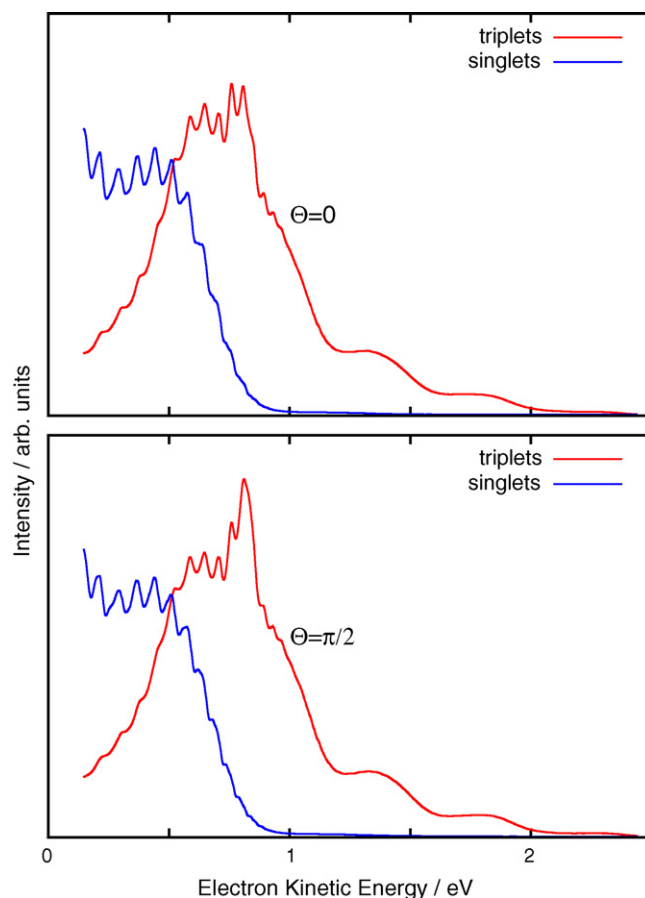 triplets
singlets
Θ=0
triplets
singlets
Θ=π/2
Intensity / arb. units
0 1 2
Electron Kinetic Energy / eV